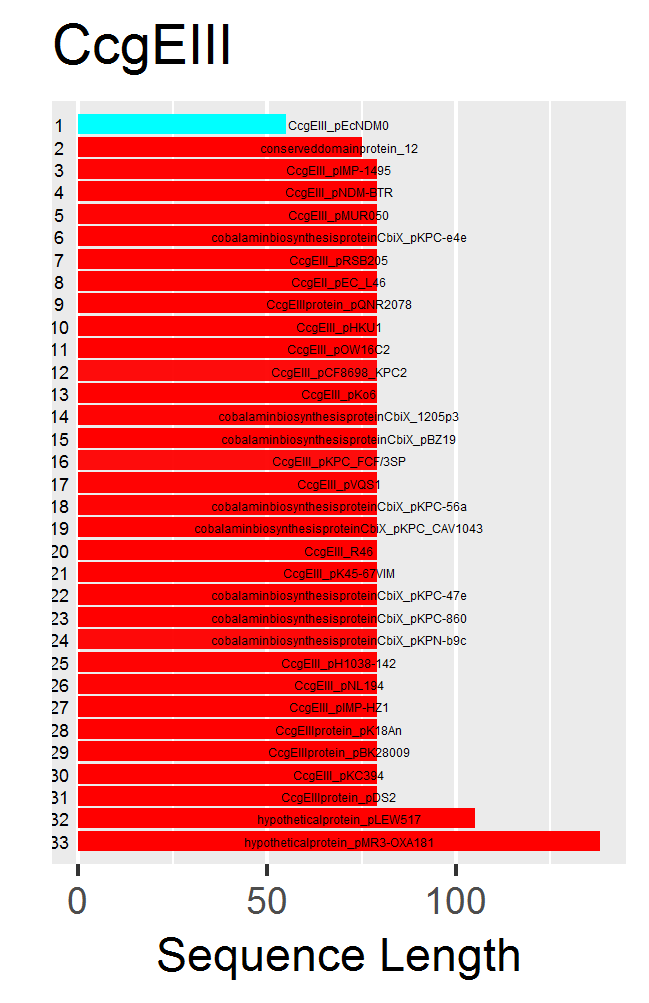 CcgEIII
1 CcgEIII_pEcNDM0
2 conserveddomainprotein_12
3 CcgEIII_pIMP-1495
4 CcgEIII_pNDM-BTR
5 CcgEIII_pMUR050
6 cobalaminbiosynthesisproteinCbiX_pKPC-e4e
7 CcgEIII_pRSB205
8 CcgEII_pEC_L46
9 CcgEIIIprotein_pQNR2078
10 CcgEIII_pHKU1
11 CcgEIII_pOW16C2
12 CcgEIII_pCF8698_KPC2
13 CcgEIII_pKo6
14 cobalaminbiosynthesisproteinCbiX_1205p3
15 cobalaminbiosynthesisproteinCbiX_pBZ19
16 CcgEIII_pKPC_FCF/3SP
17 CcgEIII_pVQS1
18 cobalaminbiosynthesisproteinCbiX_pKPC-56a
19 cobalaminbiosynthesisproteinCbiX_pKPC_CAV1043
20 CcgEIII_R46
21 CcgEIII_pK45-67VIM
22 cobalaminbiosynthesisproteinCbiX_pKPC-47e
23 cobalaminbiosynthesisproteinCbiX_pKPC-860
24 cobalaminbiosynthesisproteinCbiX_pKPN-b9c
25 CcgEIII_pH1038-142
26 CcgEIII_pNL194
27 CcgEIII_pIMP-HZ1
28 CcgEIIIprotein_pK18An
29 CcgEIIIprotein_pBK28009
30 CcgEIII_pKC394
31 CcgEIIIprotein_pDS2
32 hypotheticalprotein_pLEW517
33 hypotheticalprotein_pMR3-OXA181
0 50 100
Sequence Length